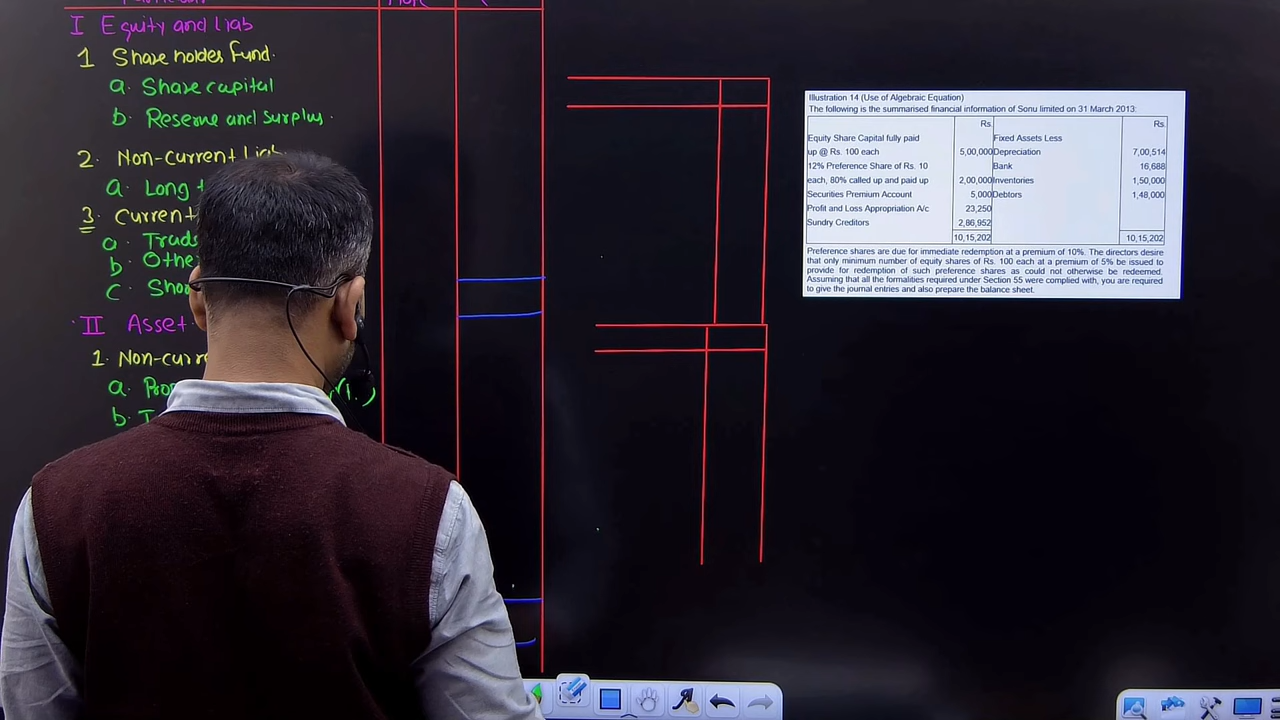 I Equity and Liab
1 Share holdes fund.
a. Share capital
b. Reserve and surplus.
2. Non-current
a. Long
3. Current
a.
b.
c
II Asset
1. Non-curre
a.
b.
Illustration 14 (Use of Algebraic Equation)
The following is the summarised financial information of Sonu limited on 31 March 2013:
Rs. Rs.
Equity Share Capital fully paid Fixed Assets Less
up @ Rs. 100 each 5,00,000 Depreciation 7,00,514
12% Preference Share of Rs. 10 Bank 16,688
each, 80% called up and paid up 2,00,000 Inventories 1,50,000
Securities Premium Account 5,000 Debtors 1,48,000
Profit and Loss Appropriation A/c 23,250
Sundry Creditors 2,86,952
10,15,202 10,15,202
Preference shares are due for immediate redemption at a premium of 10%. The directors desire
that only minimum number of equity shares of Rs. 100 each at a premium of 5% be issued to
provide for redemption of such preference shares as could not otherwise be redeemed.
Assuming that all the formalities required under Section 55 were complied with, you are required
to give the journal entries and also prepare the balance sheet.